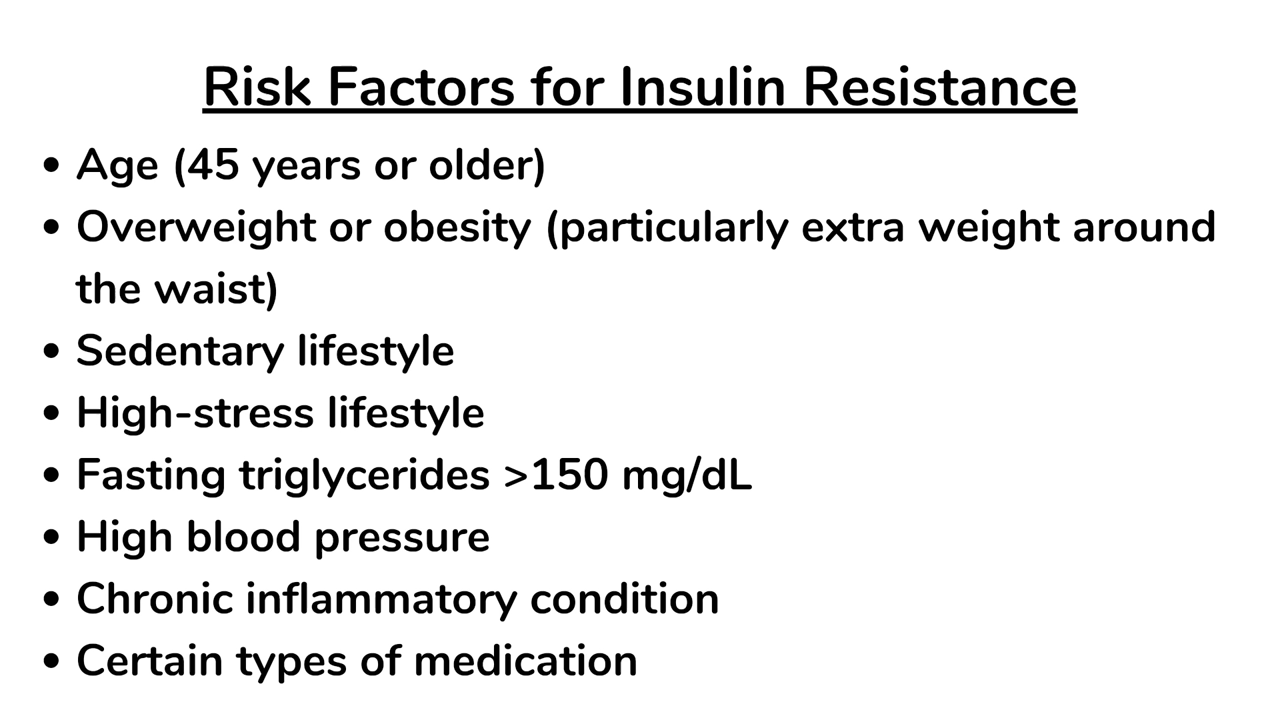 Risk Factors for Insulin Resistance
• Age (45 years or older)
• Overweight or obesity (particularly extra weight around
the waist)
• Sedentary lifestyle
• High-stress lifestyle
• Fasting triglycerides >150 mg/dL
• High blood pressure
• Chronic inflammatory condition
• Certain types of medication